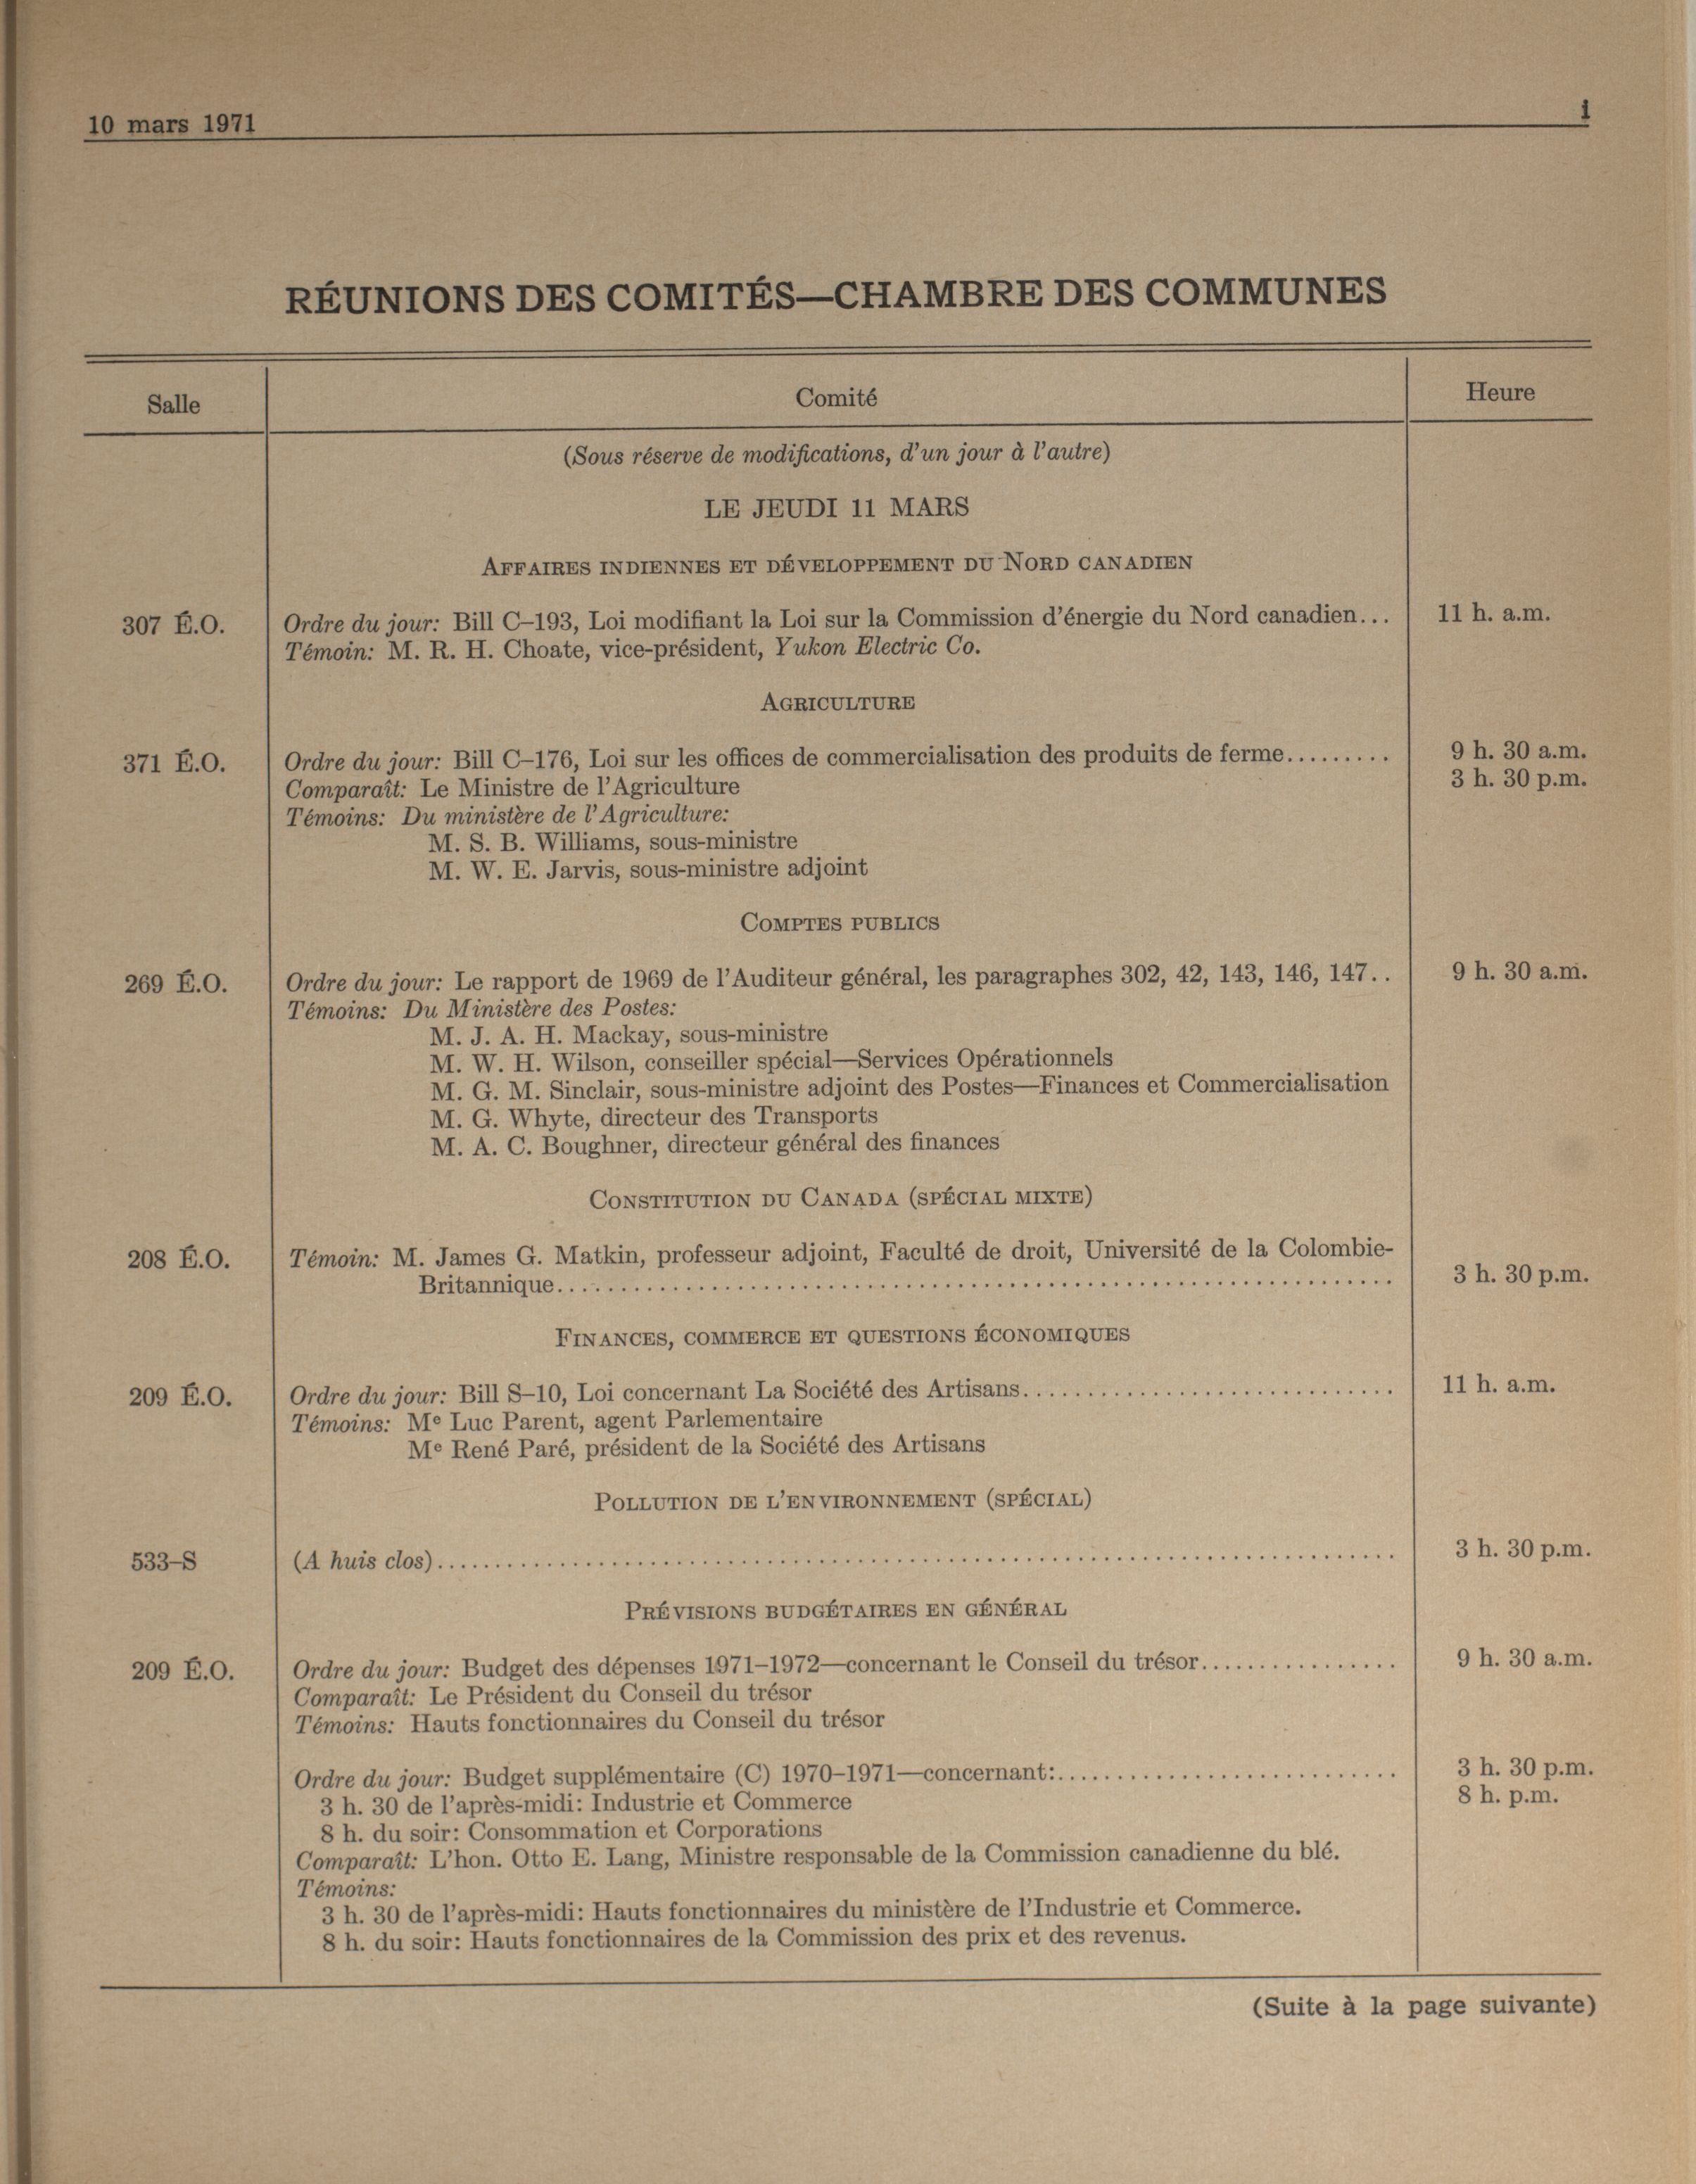 10 mars 1971
i
RÉUNIONS DES COMITÉS—CHAMBRE DES COMMUNES
Salle
Comité
Heure
(Sous réserve de modifications, d'un jour à l'autre)
LE JEUDI 11 MARS
AFFAIRES INDIENNES ET DÉVELOPPEMENT DU NORD CANADIEN
307 É.O. Ordre du jour: Bill C–193, Loi modifiant la Loi sur la Commission d'énergie du Nord canadien... 11 h. a.m.
Témoin: M. R. H. Choate, vice-président, Yukon Electric Co.
AGRICULTURE
371 É.O. Ordre du jour: Bill C–176, Loi sur les offices de commercialisation des produits de ferme......... 9 h. 30 a.m.
Comparaît: Le Ministre de l'Agriculture 3 h. 30 p.m.
Témoins: Du ministère de l'Agriculture:
M. S. B. Williams, sous-ministre
M. W. E. Jarvis, sous-ministre adjoint
COMPTES PUBLICS
269 É.O. Ordre du jour: Le rapport de 1969 de l'Auditeur général, les paragraphes 302, 42, 143, 146, 147.. 9 h. 30 a.m.
Témoins: Du Ministère des Postes:
M. J. A. H. Mackay, sous-ministre
M. W. H. Wilson, conseiller spécial—Services Opérationnels
M. G. M. Sinclair, sous-ministre adjoint des Postes—Finances et Commercialisation
M. G. Whyte, directeur des Transports
M. A. C. Boughner, directeur général des finances
CONSTITUTION DU CANADA (SPÉCIAL MIXTE)
208 É.O. Témoin: M. James G. Matkin, professeur adjoint, Faculté de droit, Université de la Colombie-
Britannique................................................................ 3 h. 30 p.m.
FINANCES, COMMERCE ET QUESTIONS ÉCONOMIQUES
209 É.O. Ordre du jour: Bill S–10, Loi concernant La Société des Artisans............................. 11 h. a.m.
Témoins: Me Luc Parent, agent Parlementaire
Me René Paré, président de la Société des Artisans
POLLUTION DE L'ENVIRONNEMENT (SPÉCIAL)
533–S (A huis clos).......................................................................... 3 h. 30 p.m.
PRÉVISIONS BUDGÉTAIRES EN GÉNÉRAL
209 É.O. Ordre du jour: Budget des dépenses 1971–1972—concernant le Conseil du trésor................ 9 h. 30 a.m.
Comparaît: Le Président du Conseil du trésor
Témoins: Hauts fonctionnaires du Conseil du trésor
Ordre du jour: Budget supplémentaire (C) 1970–1971—concernant:........................... 3 h. 30 p.m.
3 h. 30 de l'après-midi: Industrie et Commerce 8 h. p.m.
8 h. du soir: Consommation et Corporations
Comparaît: L'hon. Otto E. Lang, Ministre responsable de la Commission canadienne du blé.
Témoins:
3 h. 30 de l'après-midi: Hauts fonctionnaires du ministère de l'Industrie et Commerce.
8 h. du soir: Hauts fonctionnaires de la Commission des prix et des revenus.
(Suite à la page suivante)